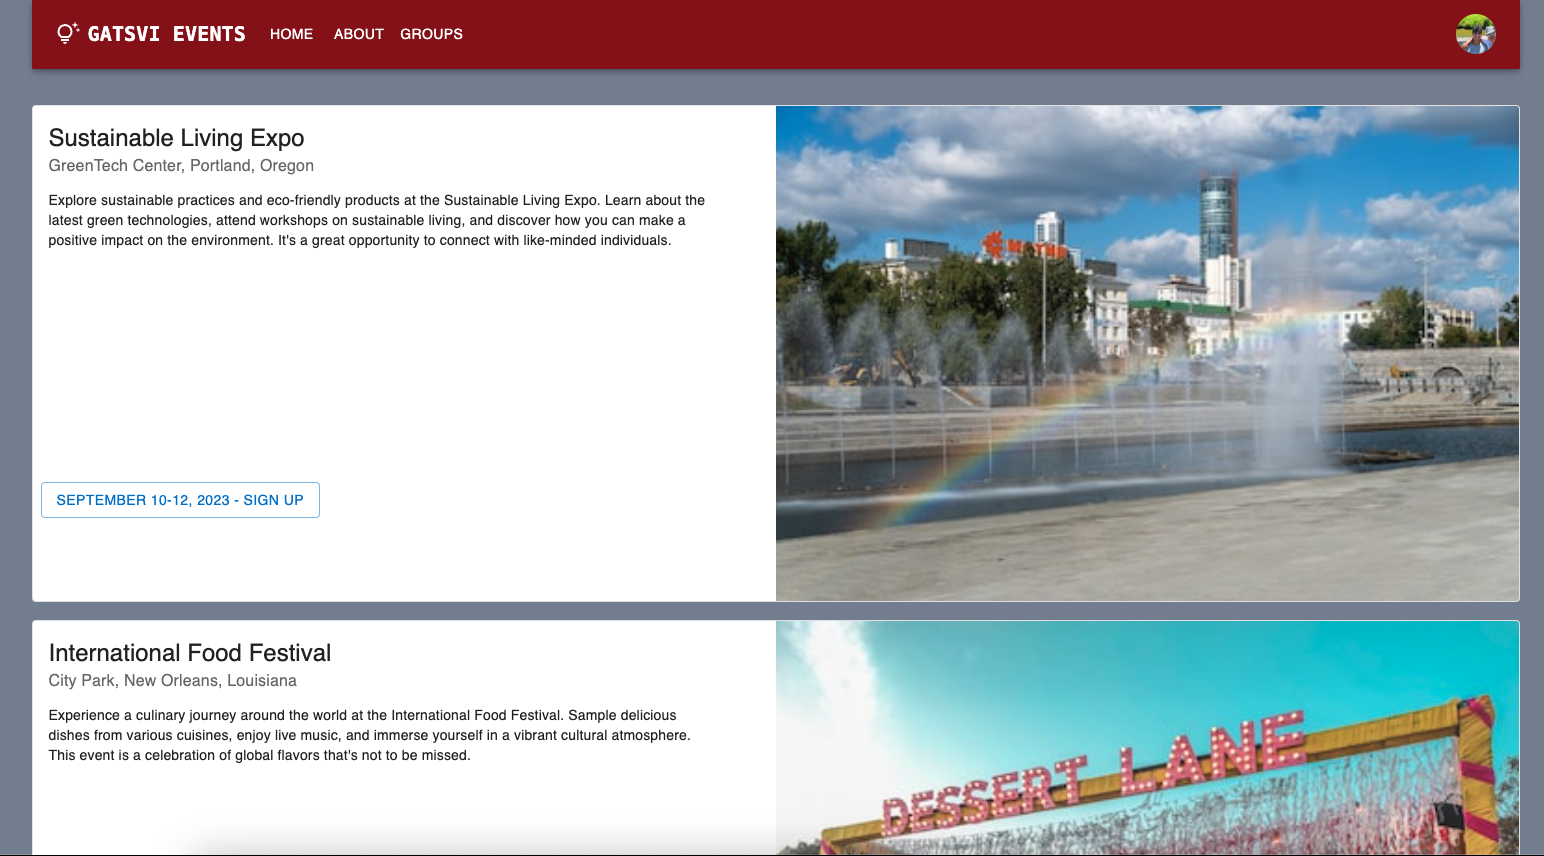 GATSVI EVENTS
HOME
ABOUT
GROUPS
Sustainable Living Expo
GreenTech Center, Portland, Oregon
Explore sustainable practices and eco-friendly products at the Sustainable Living Expo. Learn about the
latest green technologies, attend workshops on sustainable living, and discover how you can make a
positive impact on the environment. It's a great opportunity to connect with like-minded individuals.
SEPTEMBER 10-12, 2023 - SIGN UP
International Food Festival
City Park, New Orleans, Louisiana
Experience a culinary journey around the world at the International Food Festival. Sample delicious
dishes from various cuisines, enjoy live music, and immerse yourself in a vibrant cultural atmosphere.
This event is a celebration of global flavors that's not to be missed.
DESSERT LANE